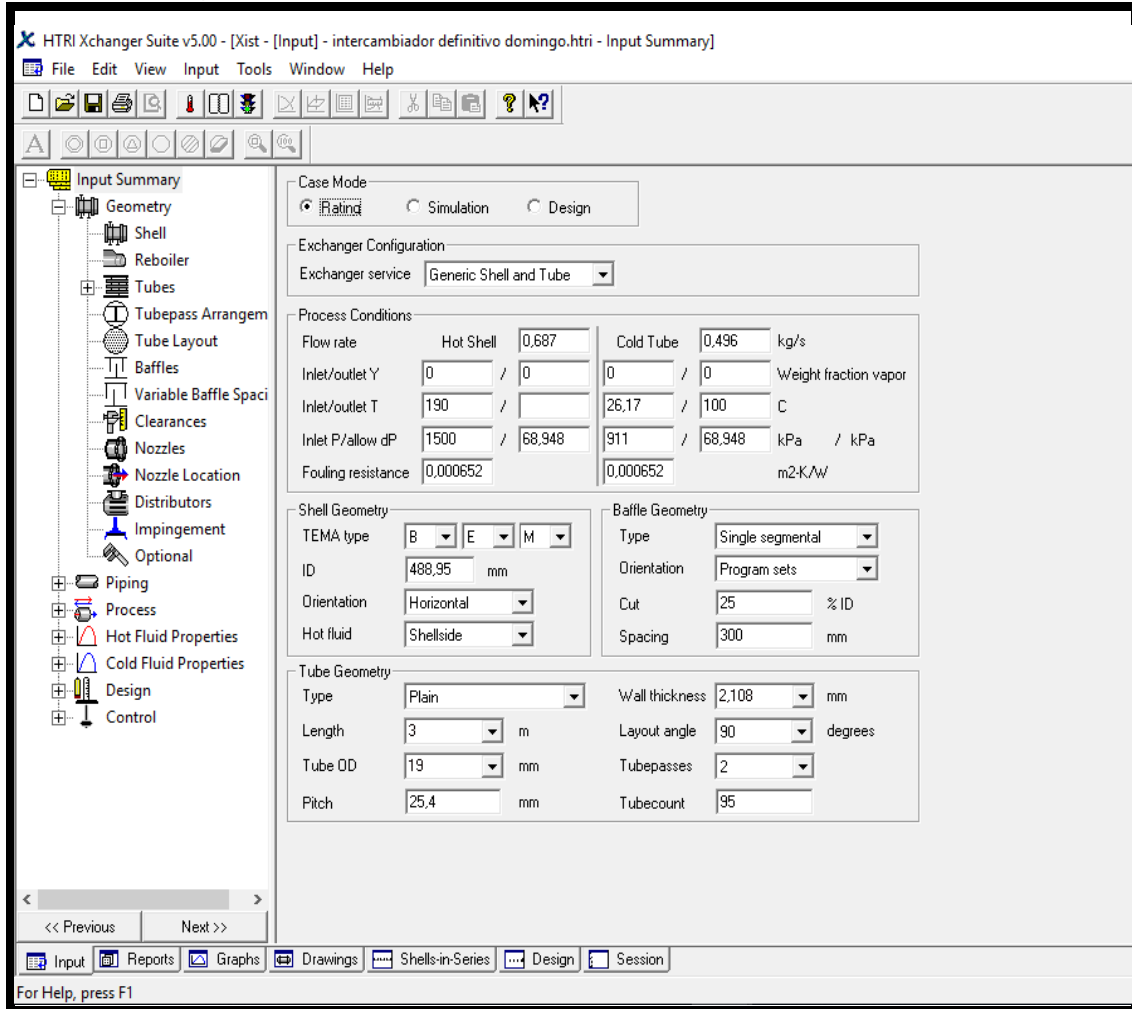 HTRI Xchanger Suite v5.00 - [Xist - [Input] - intercambiador definitivo domingo.htri - Input Summary]
File Edit View Input Tools Window Help
A
Input Summary
Geometry
Shell
Reboiler
Tubes
Tubepass Arrangem
Tube Layout
Baffles
Variable Baffle Spaci
Clearances
Nozzles
Nozzle Location
Distributors
Impingement
Optional
Piping
Process
Hot Fluid Properties
Cold Fluid Properties
Design
Control
<< Previous Next >>
Case Mode
Rating Simulation Design
Exchanger Configuration
Exchanger service Generic Shell and Tube
Process Conditions
Flow rate Hot Shell 0,687 Cold Tube 0,496 kg/s
Inlet/outlet Y 0 / 0 0 / 0 Weight fraction vapor
Inlet/outlet T 190 / 26,17 / 100 C
Inlet P/allow dP 1500 / 68,948 911 / 68,948 kPa / kPa
Fouling resistance 0,000652 0,000652 m2-K/W
Shell Geometry
TEMA type B E M
ID 488,95 mm
Orientation Horizontal
Hot fluid Shellside
Baffle Geometry
Type Single segmental
Orientation Program sets
Cut 25 % ID
Spacing 300 mm
Tube Geometry
Type Plain Wall thickness 2,108 mm
Length 3 m Layout angle 90 degrees
Tube OD 19 mm Tubepasses 2
Pitch 25,4 mm Tubecount 95
Input Reports Graphs Drawings Shells-in-Series Design Session
For Help, press F1